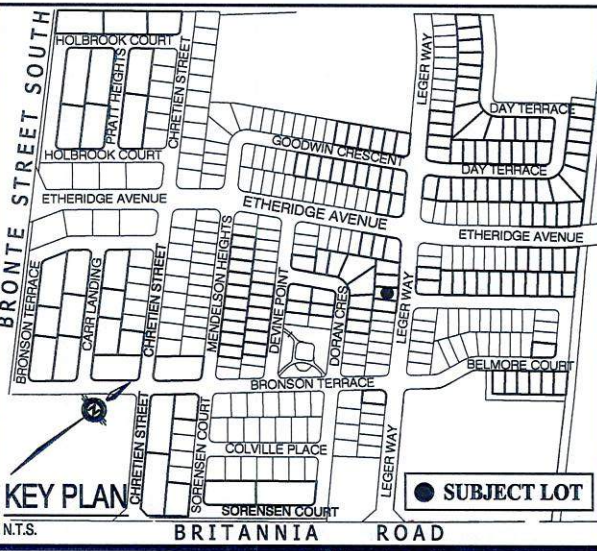 HOLBROOK COURT
BRONTE STREET SOUTH
PRATT HEIGHTS
CHRETIEN STREET
HOLBROOK COURT
LEGER WAY
DAY TERRACE
GOODWIN CRESCENT
DAY TERRACE
ETHERIDGE AVENUE
ETHERIDGE AVENUE
ETHERIDGE AVENUE
BRONSON TERRACE
CARR LANDING
CHRETIEN STREET
MENDELSON HEIGHTS
DEVINE POINT
DORAN CRES
LEGER WAY
BELMORE COURT
BRONSON TERRACE
N
CHRETIEN STREET
SORENSEN COURT
COLVILLE PLACE
LEGER WAY
KEY PLAN
SORENSEN COURT
SUBJECT LOT
N.T.S.
BRITANNIA ROAD